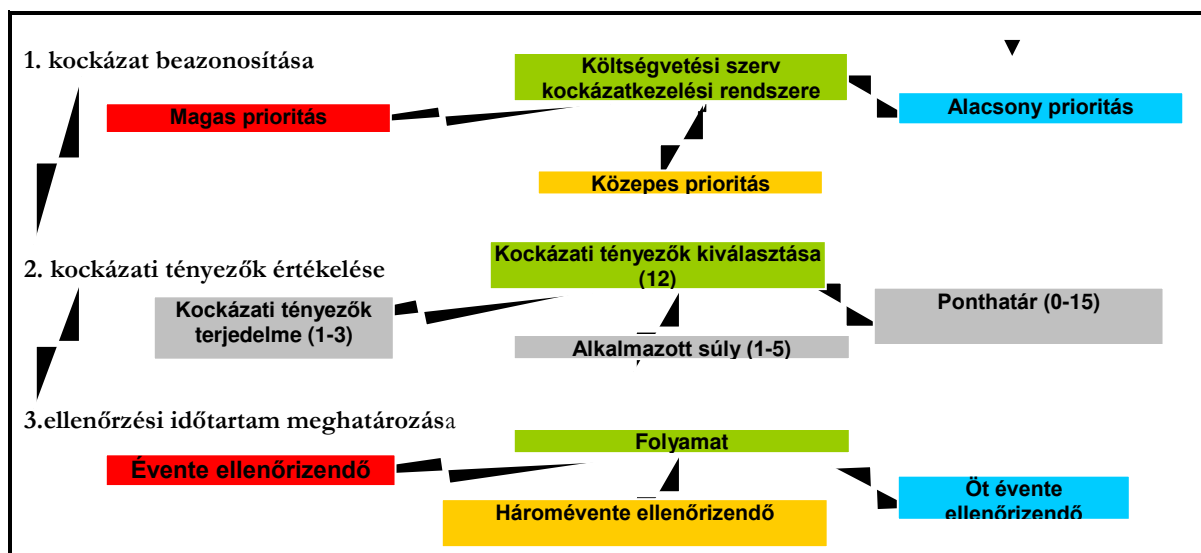 1. kockázat beazonosítása
Költségvetési szerv
kockázatkezelési rendszere
Magas prioritás
Alacsony prioritás
Közepes prioritás
2. kockázati tényezők értékelése
Kockázati tényezők kiválasztása
(12)
Kockázati tényezők
terjedelme (1-3)
Ponthatár (0-15)
Alkalmazott súly (1-5)
3.ellenőrzési időtartam meghatározása
Folyamat
Évente ellenőrizendő
Öt évente
ellenőrizendő
Háromévente ellenőrizendő